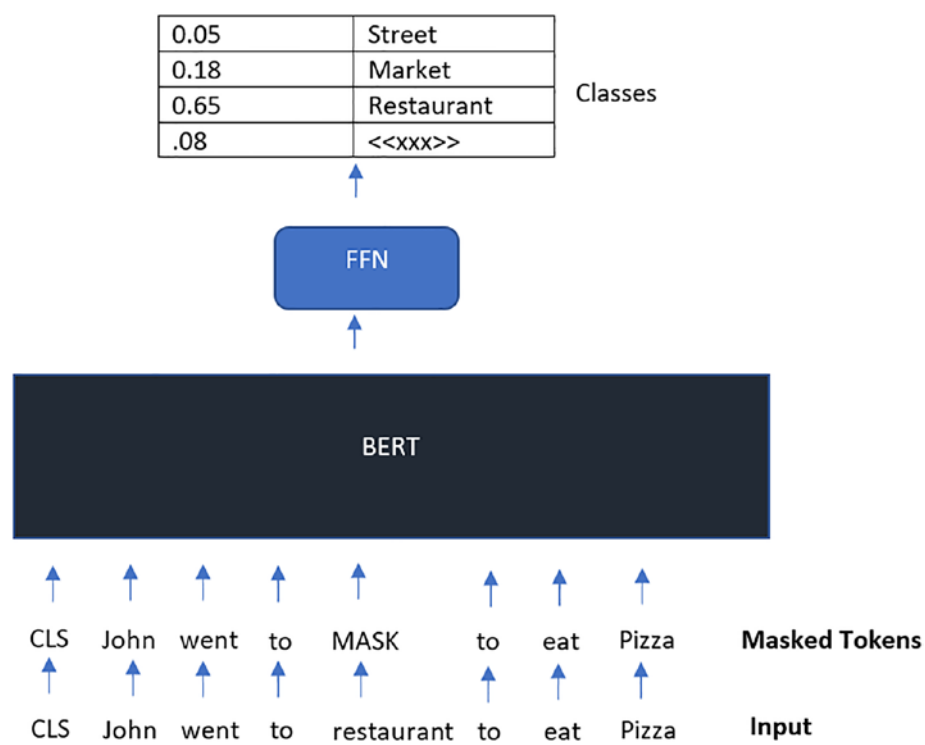 0.05 Street
0.18 Market
0.65 Restaurant
.08 <<xxx>>
Classes
FFN
BERT
CLS John went to MASK to eat Pizza Masked Tokens
CLS John went to restaurant to eat Pizza Input